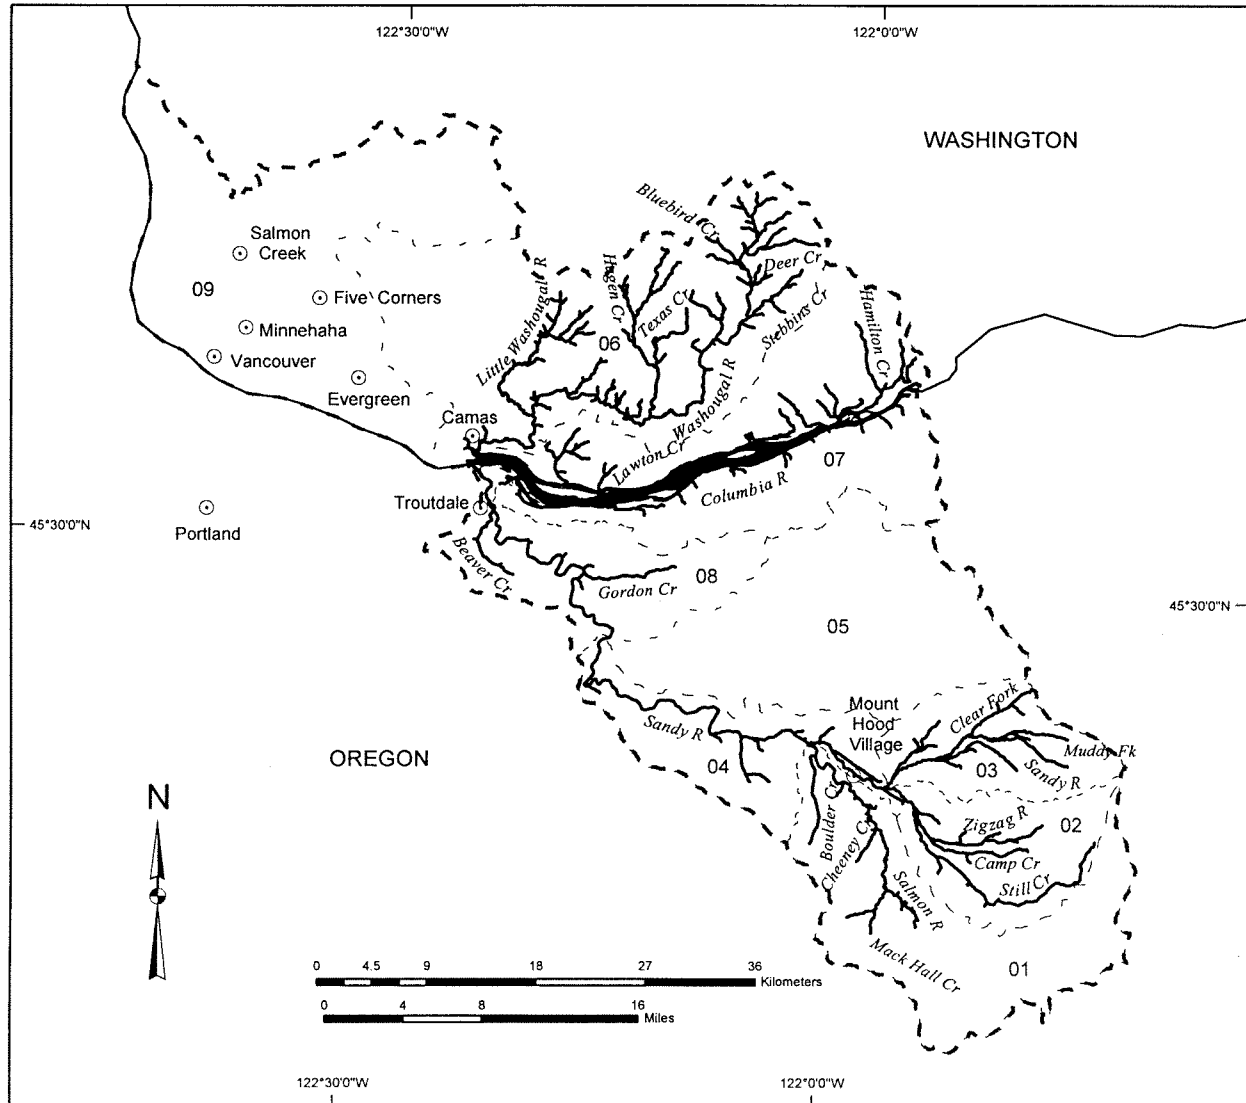 122°30'0"W
122°0'0"W
WASHINGTON
Bluebird Cr
Salmon
Creek
Little Washougal R
Hagen Cr
Texas Cr
Deer Cr
Stebbins Cr
Hamilton Cr
09
Five Corners
Minnehaha
06
Vancouver
Evergreen
Camas
Washougal R
Lawton Cr
07
Columbia R
Troutdale
45°30'0"N
Portland
Beaver Cr
Gordon Cr
08
45°30'0"N
05
Mount
Hood
Village
Clear Fork
Sandy R
Muddy Fk
OREGON
04
03
Sandy R
N
Boulder Cr
Cheeney Cr
Zigzag R
02
Camp Cr
Still Cr
Salmon R
Mack Hall Cr
01
0 4.5 9 18 27 36
Kilometers
0 4 8 16
Miles
122°30'0"W
122°0'0"W